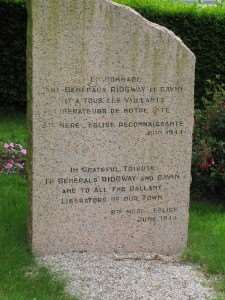 EN HOMMAGE
AUX GENERAUX RIDGWAY ET GAVIN
ET A TOUS LES VAILLANTS
LIBERATEURS DE NOTRE CITE
STE MERE-EGLISE RECONNAISSANTE
JUIN 1944
IN GRATEFUL TRIBUTE
TO GENERALS RIDGWAY AND GAVIN
AND TO ALL THE GALLANT
LIBERATORS OF OUR TOWN
STE MERE-EGLISE
JUNE 1944